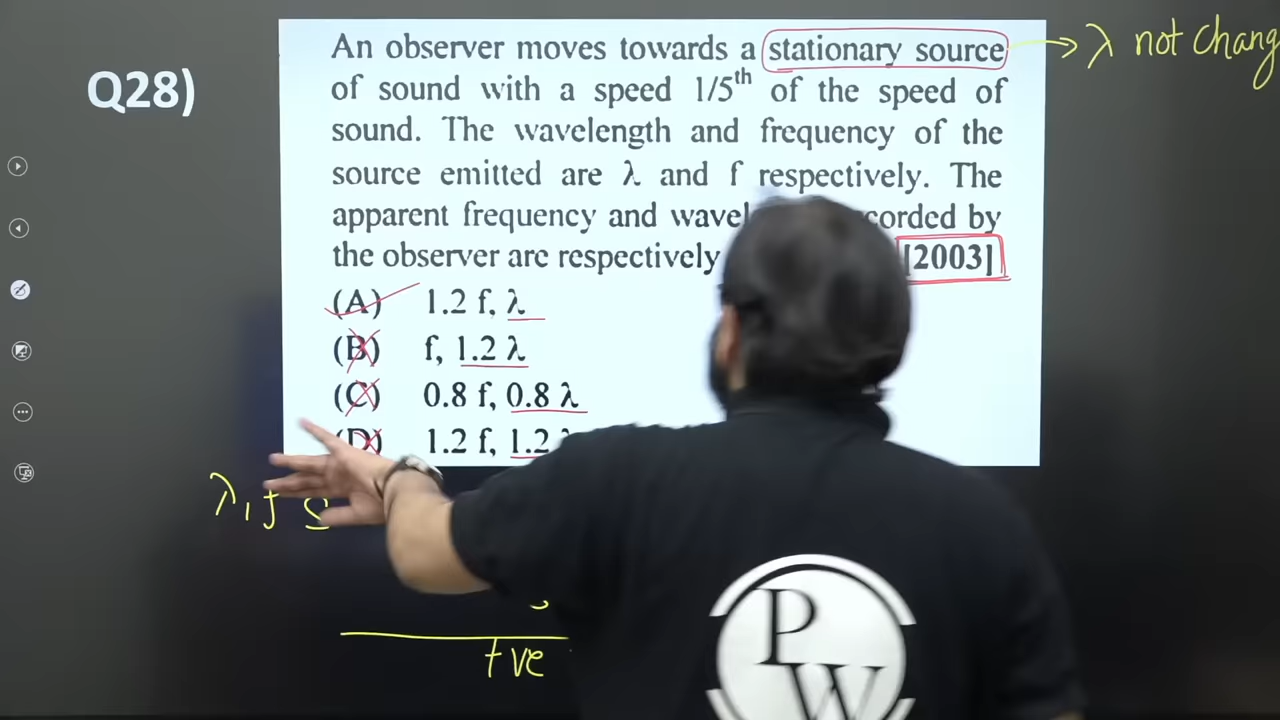 Q28)
An observer moves towards a stationary source
of sound with a speed 1/5th of the speed of
sound. The wavelength and frequency of the
source emitted are λ and f respectively. The
apparent frequency and recorded by
the observer are respectively [2003]
(A) 1.2 f, λ
(B) f, 1.2 λ
(C) 0.8 f, 0.8 λ
(D) 1.2 f, 1.2
→ λ not chang
λ, f S
+ve
PW